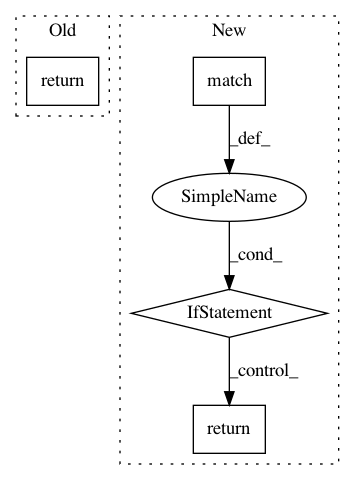 Old
New
return
match
_def_
SimpleName
_cond_
IfStatement
_control_
return